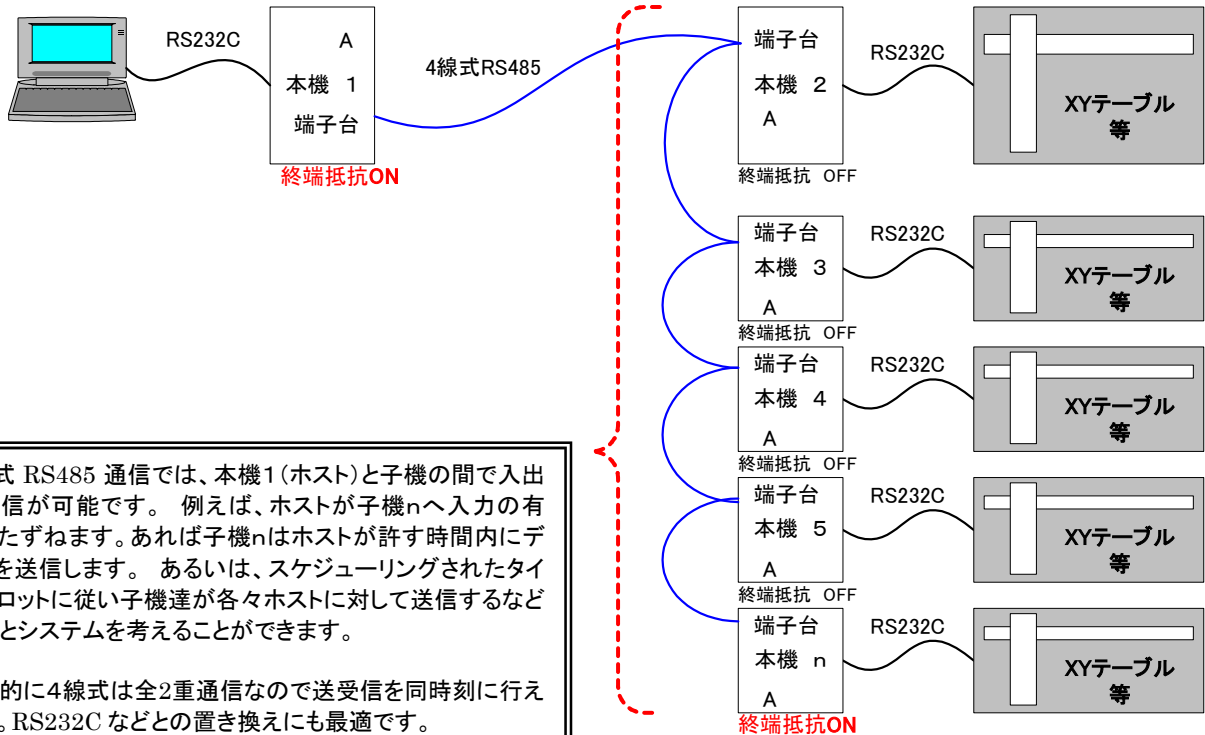 RS232C
A
本機 1
端子台
終端抵抗ON
4線式RS485
端子台
本機 2
A
終端抵抗 OFF
RS232C
XYテーブル
等
端子台
本機 3
A
終端抵抗 OFF
RS232C
XYテーブル
等
端子台
本機 4
A
終端抵抗 OFF
RS232C
XYテーブル
等
端子台
本機 5
A
終端抵抗 OFF
RS232C
XYテーブル
等
端子台
本機 n
A
終端抵抗ON
RS232C
XYテーブル
等
式 RS485 通信では、本機1(ホスト)と子機の間で入出
信が可能です。 例えば、ホストが子機nへ入力の有
たずねます。あれば子機nはホストが許す時間内にデ
を送信します。 あるいは、スケジューリングされたタイ
ロットに従い子機達が各々ホストに対して送信するなど
とシステムを考えることができます。
的に4線式は全2重通信なので送受信を同時刻に行え
。RS232C などとの置き換えにも最適です。